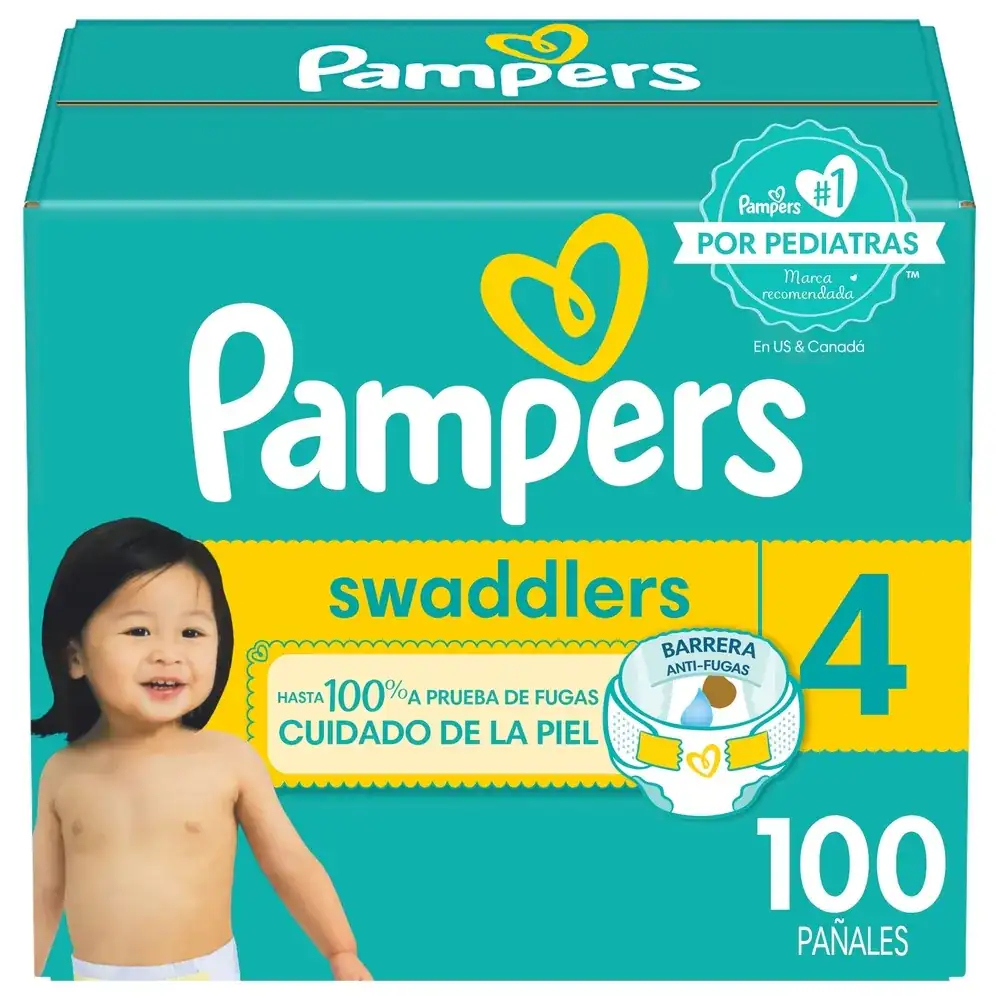 Pampers
Pampers #1
POR PEDIATRAS
Marca
recomendada
™
En US & Canadá
Pampers
swaddlers
4
HASTA 100% A PRUEBA DE FUGAS
CUIDADO DE LA PIEL
BARRERA
ANTI-FUGAS
100
PAÑALES